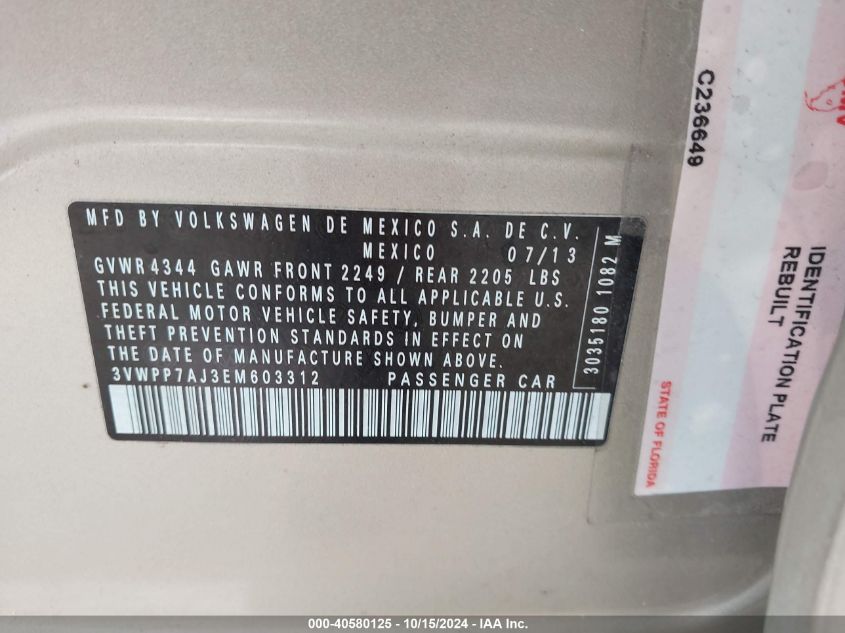 MFD BY VOLKSWAGEN DE MEXICO S.A. DE C.V.
MEXICO 07/13
GVWR 4344 GAWR FRONT 2249 / REAR 2205 LBS
THIS VEHICLE CONFORMS TO ALL APPLICABLE U.S.
FEDERAL MOTOR VEHICLE SAFETY, BUMPER AND
THEFT PREVENTION STANDARDS IN EFFECT ON
THE DATE OF MANUFACTURE SHOWN ABOVE.
3VWPP7AJ3EM603312 PASSENGER CAR
3035180 1082 M
C236649
IDENTIFICATION PLATE
REBUILT
STATE OF FLORIDA
000-40580125 - 10/15/2024 - IAA Inc.